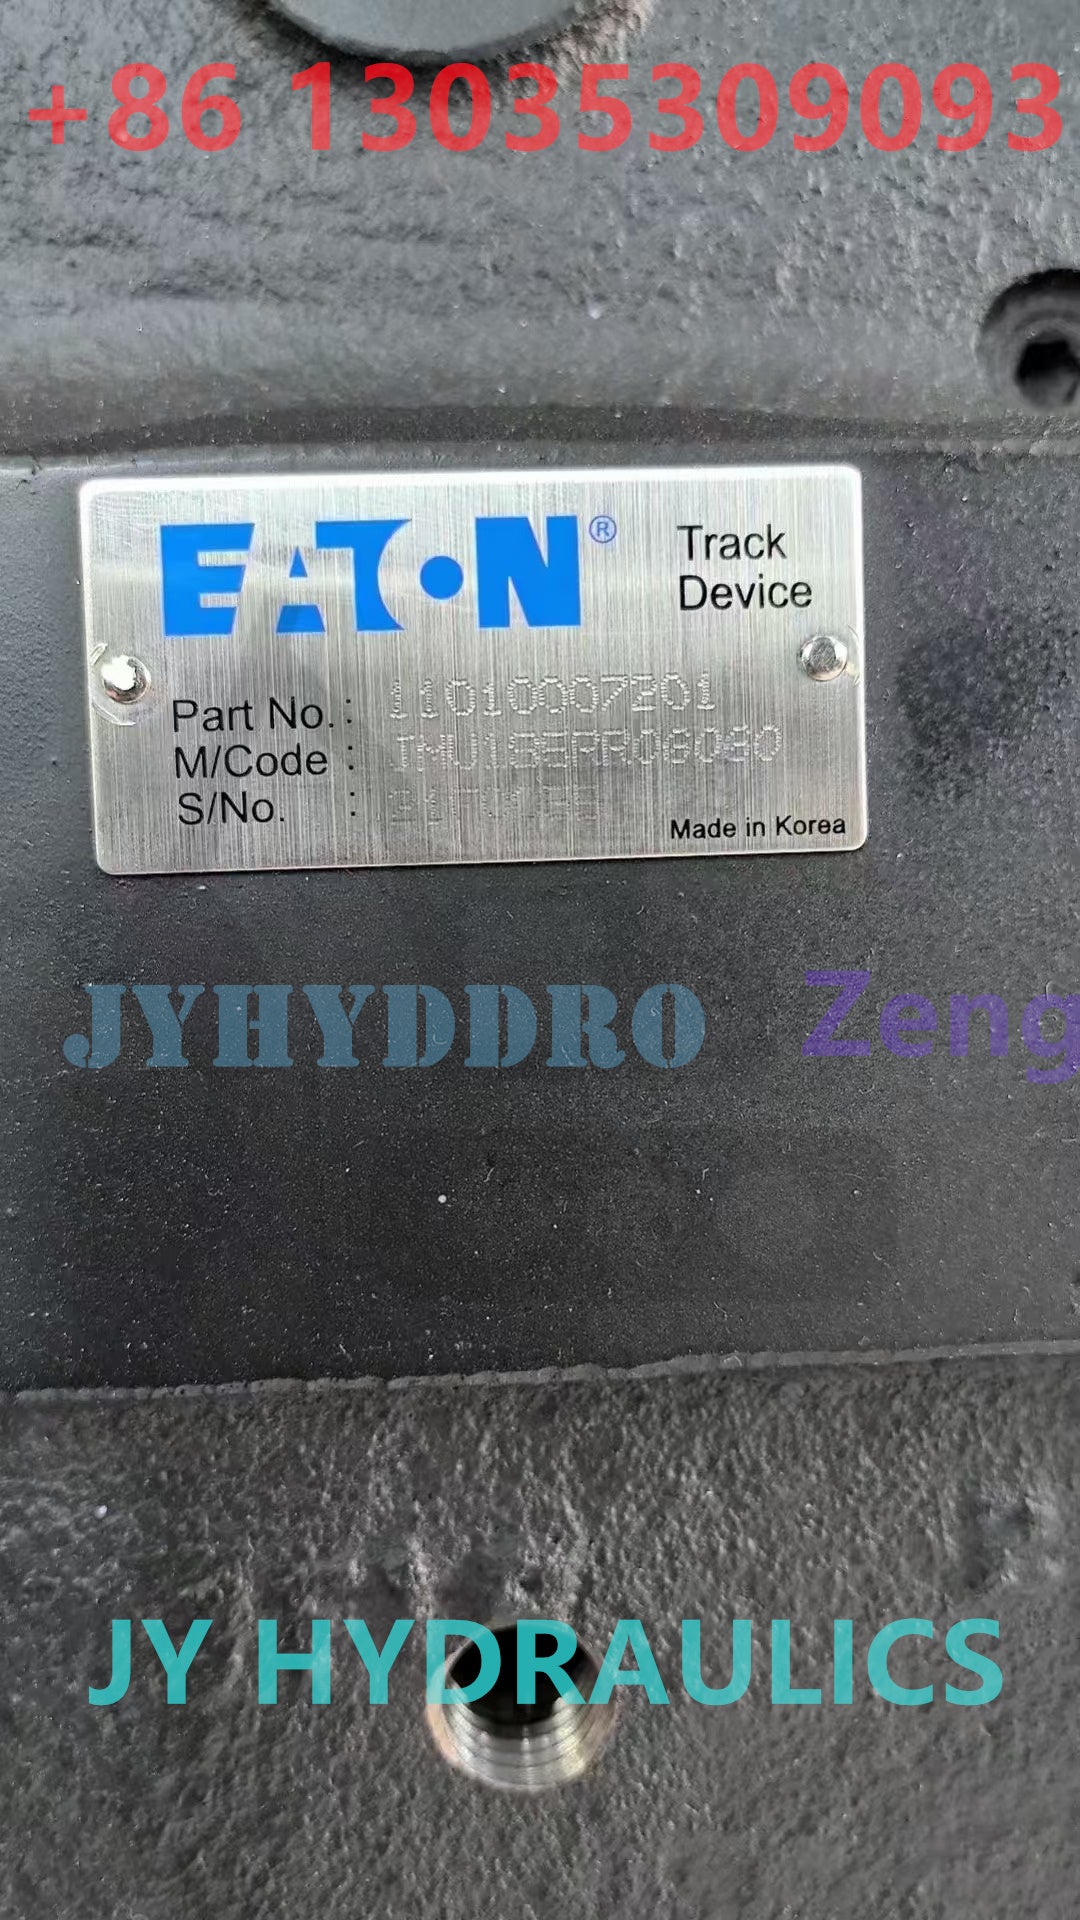 +86 13035309093
EATON® Track
Device
Part No.: 11010007201
M/Code :
S/No. :
Made in Korea
JYHYDDRO Zeng
JY HYDRAULICS